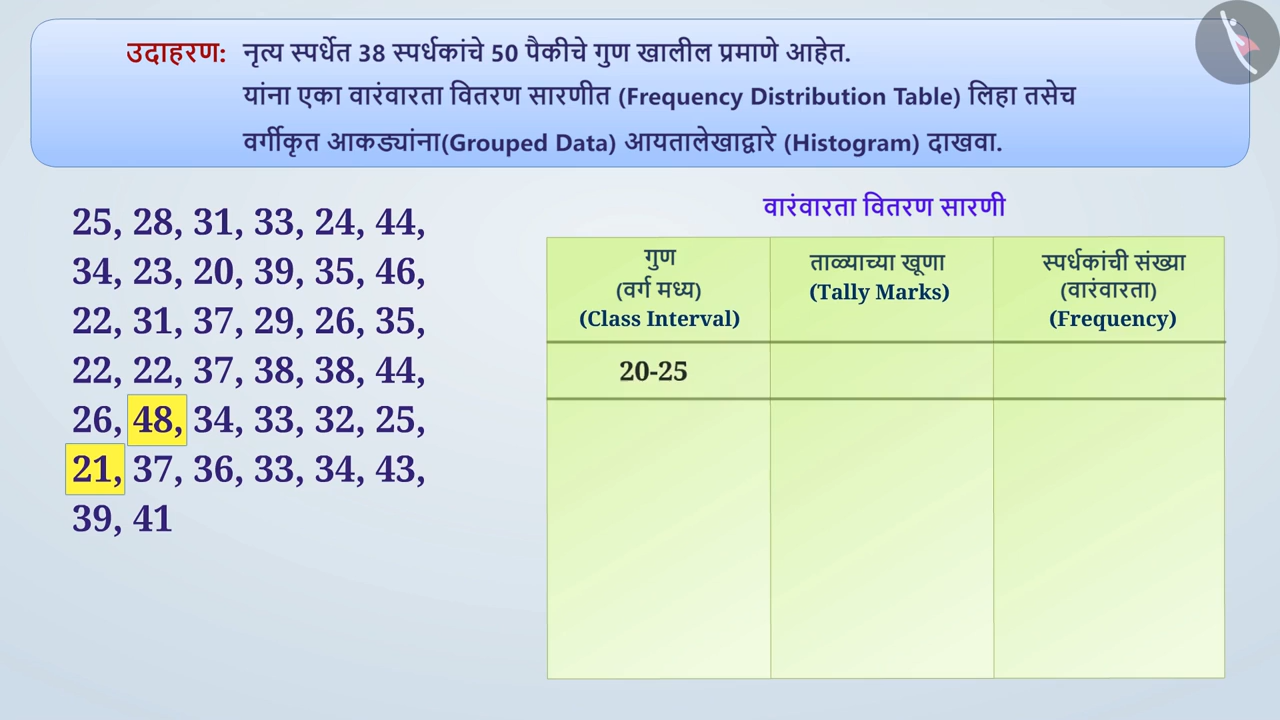 उदाहरण: नृत्य स्पर्धेत 38 स्पर्धकांचे 50 पैकीचे गुण खालील प्रमाणे आहेत.
यांना एका वारंवारता वितरण सारणीत (Frequency Distribution Table) लिहा तसेच
वर्गीकृत आकड्यांना(Grouped Data) आयतालेखाद्वारे (Histogram) दाखवा.
25, 28, 31, 33, 24, 44,
34, 23, 20, 39, 35, 46,
22, 31, 37, 29, 26, 35,
22, 22, 37, 38, 38, 44,
26, 48, 34, 33, 32, 25,
21, 37, 36, 33, 34, 43,
39, 41
वारंवारता वितरण सारणी
गुण
(वर्ग मध्य)
(Class Interval)
ताळ्याच्या खूणा
(Tally Marks)
स्पर्धकांची संख्या
(वारंवारता)
(Frequency)
20-25